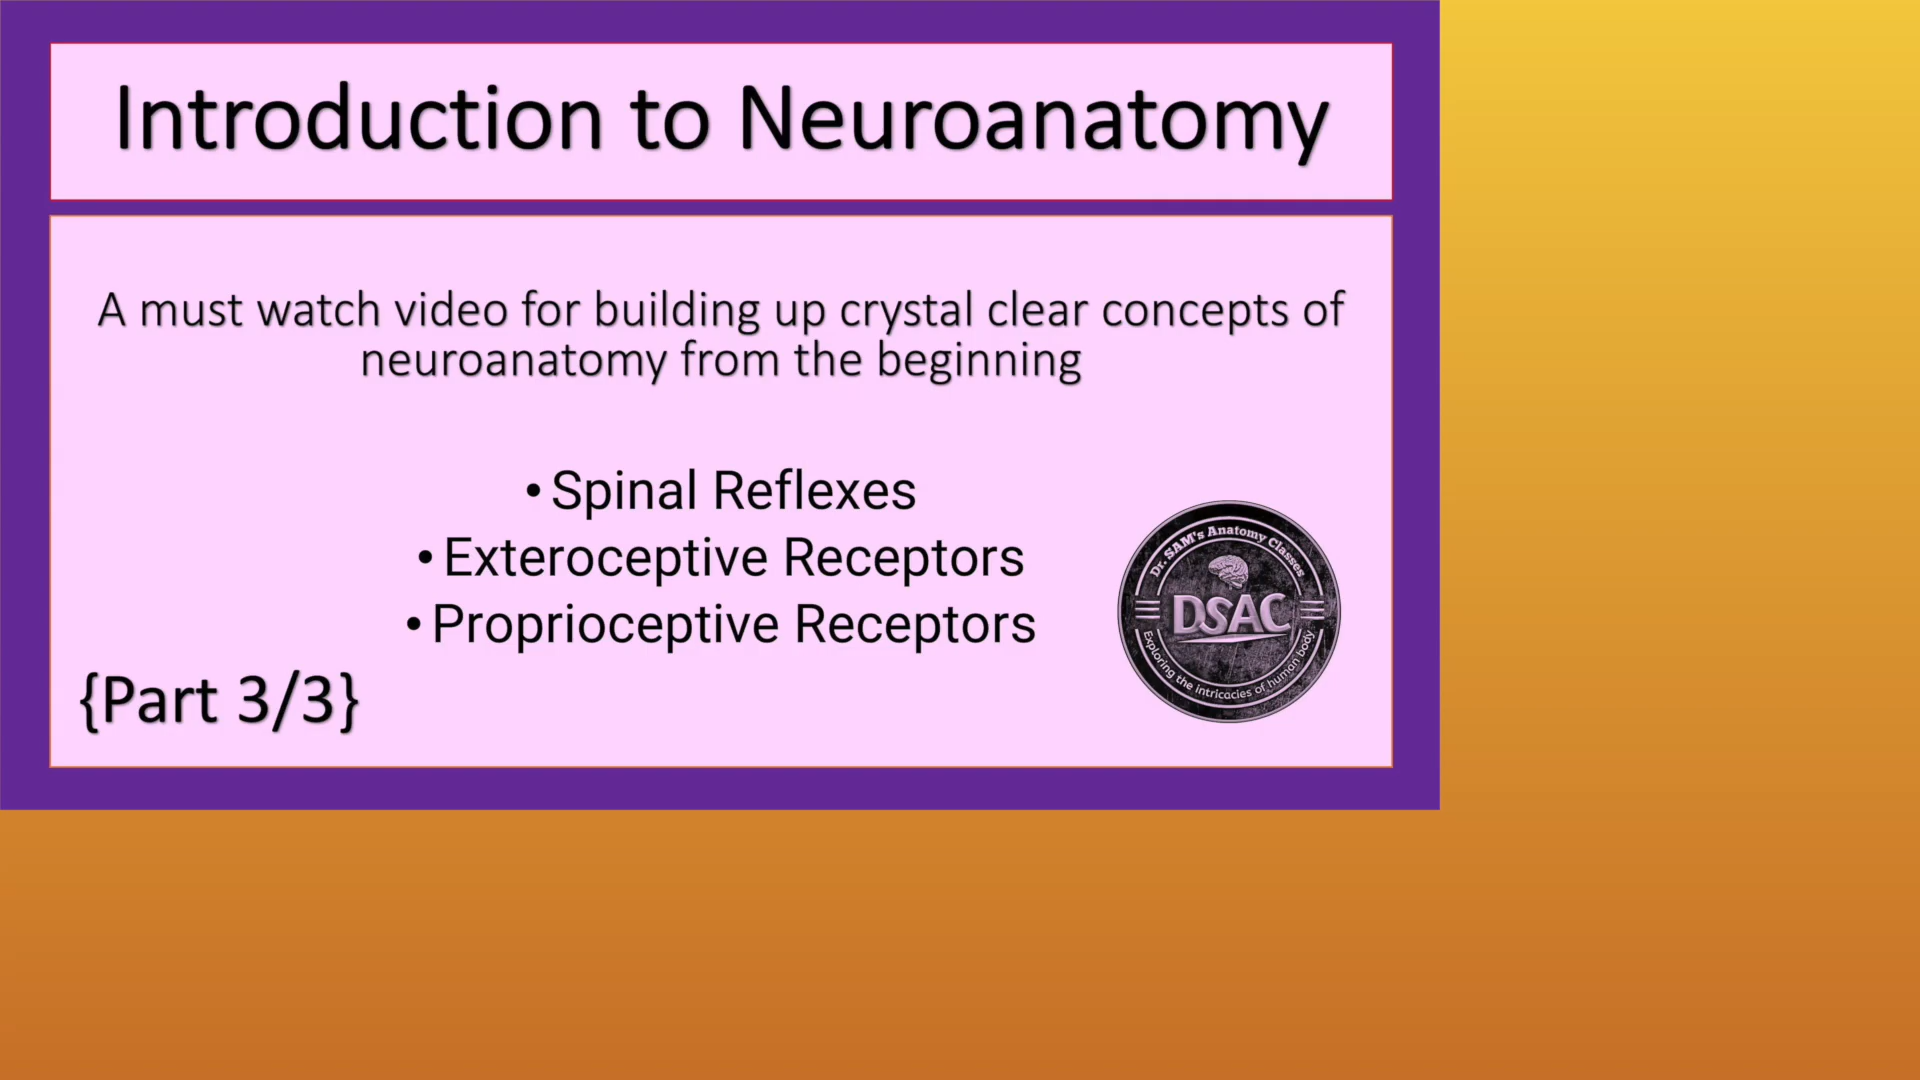 Introduction to Neuroanatomy
A must watch video for building up crystal clear concepts of
neuroanatomy from the beginning
• Spinal Reflexes
• Exteroceptive Receptors
• Proprioceptive Receptors
{Part 3/3}
Dr. SAM's Anatomy Classes
DSAC
Exploring the intricacies of human body